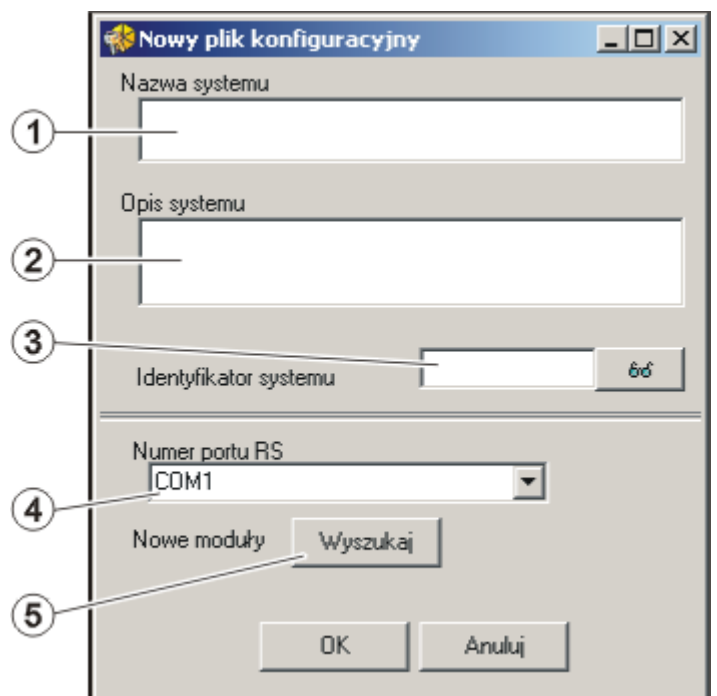 Nowy plik konfiguracyjny
Nazwa systemu
1
Opis systemu
2
3
Identyfikator systemu
Numer portu RS
COM1
4
Nowe moduły Wyszukaj
5
OK Anuluj